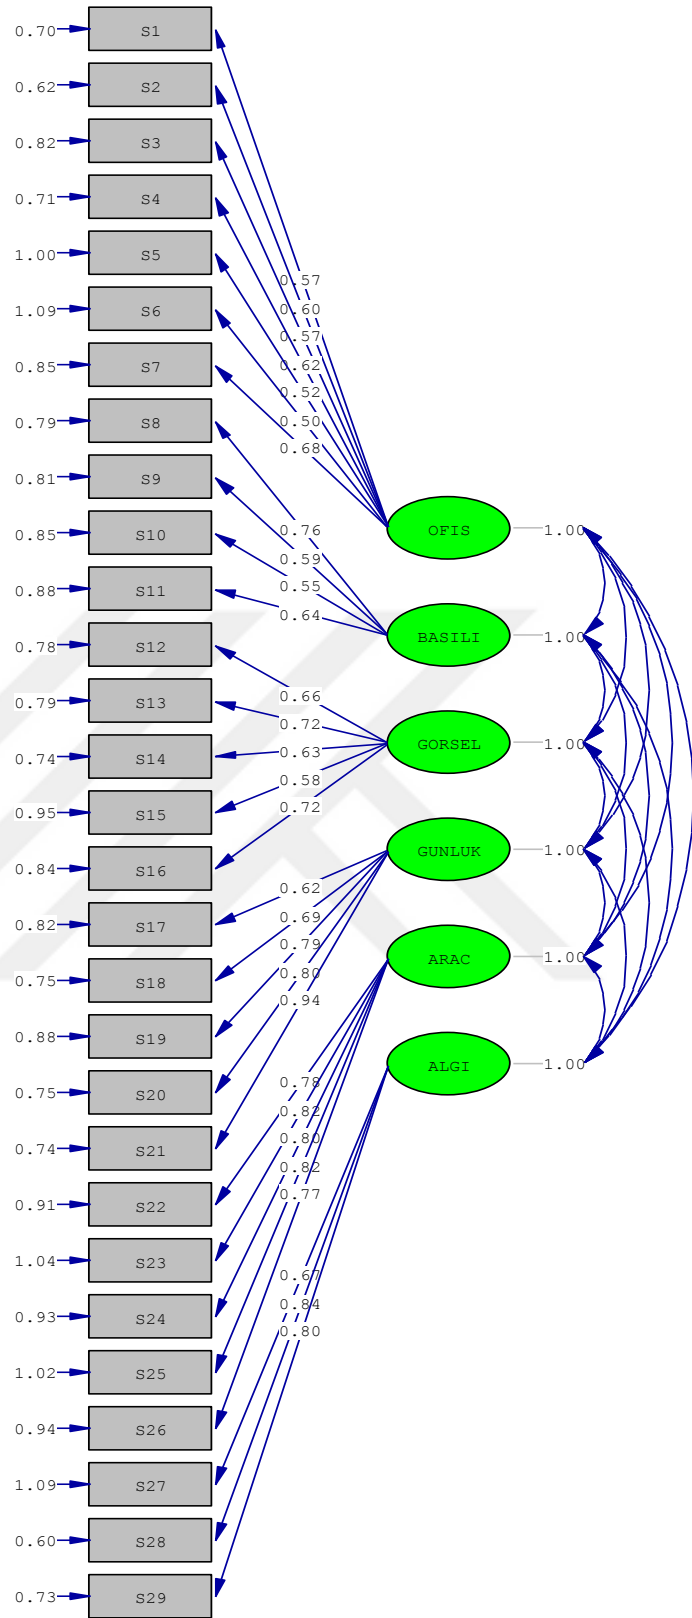 0.70 S1
0.62 S2
0.82 S3
0.71 S4
1.00 S5
0.57
1.09 S6
0.60
0.57
0.85 S7
0.62
0.52
0.79 S8
0.50
0.68
0.81 S9
0.85 S10
0.76
OFIS 1.00
0.59
0.55
0.88 S11
0.64
BASILI 1.00
0.78 S12
0.66
0.79 S13
0.72
0.74 S14
0.63
GORSEL 1.00
0.58
0.95 S15
0.72
0.84 S16
GUNLUK 1.00
0.62
0.82 S17
0.69
0.79
0.75 S18
0.80
ARAC 1.00
0.94
0.88 S19
0.75 S20
0.78
ALGI 1.00
0.82
0.74 S21
0.80
0.82
0.91 S22
0.77
1.04 S23
0.67
0.93 S24
0.84
0.80
1.02 S25
0.94 S26
1.09 S27
0.60 S28
0.73 S29